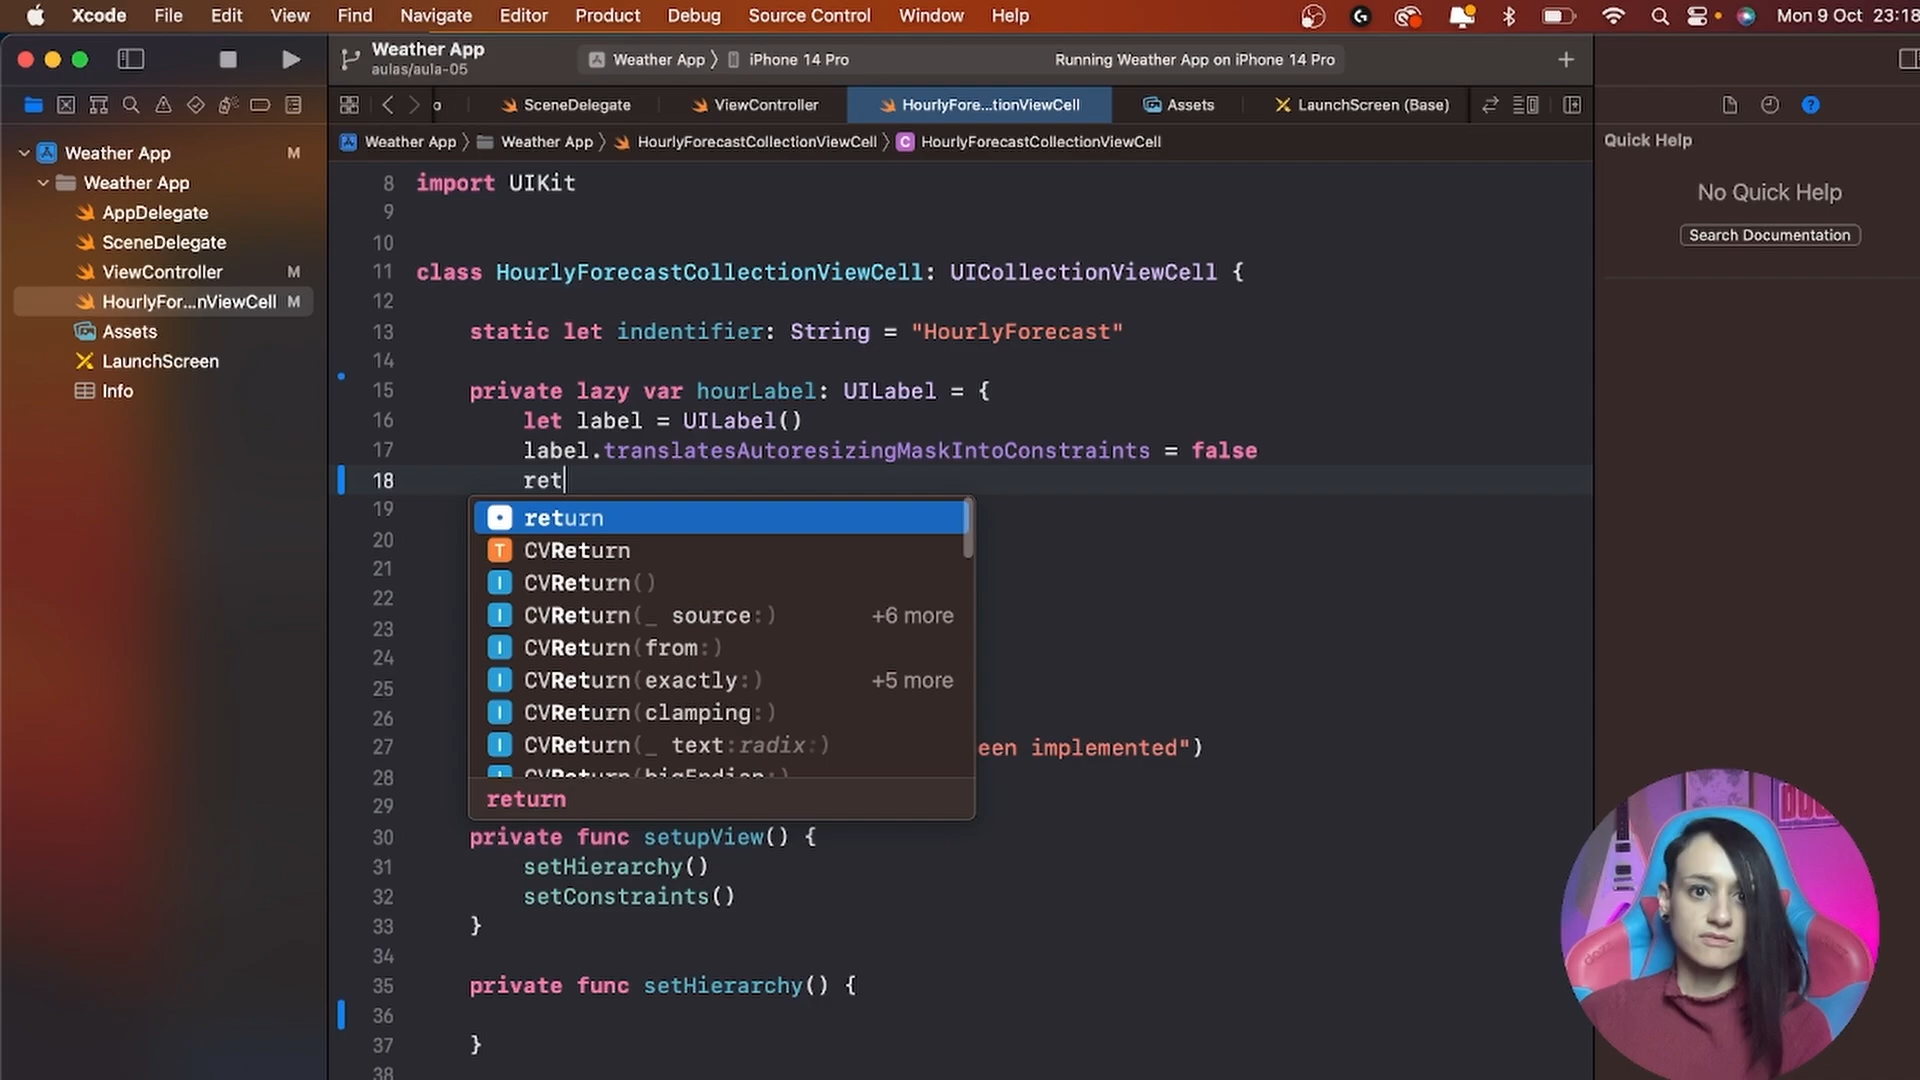 Xcode File Edit View Find Navigate Editor Product Debug Source Control Window Help Mon 9 Oct 23:18
Weather App
aulas/aula-05
Weather App 〉 iPhone 14 Pro
Running Weather App on iPhone 14 Pro
SceneDelegate ViewController HourlyFore...tionViewCell Assets LaunchScreen (Base)
Weather App 〉 Weather App 〉 HourlyForecastCollectionViewCell 〉 C HourlyForecastCollectionViewCell
Weather App M
Weather App
AppDelegate
SceneDelegate
ViewController M
HourlyFor...nViewCell M
Assets
LaunchScreen
Info
8 import UIKit
9
10
11 class HourlyForecastCollectionViewCell: UICollectionViewCell {
12
13 static let indentifier: String = "HourlyForecast"
14
15 private lazy var hourLabel: UILabel = {
16 let label = UILabel()
17 label.translatesAutoresizingMaskIntoConstraints = false
18 ret
19
20
21
22
23
24
25
26
27 een implemented")
28
29
30 private func setupView() {
31 setHierarchy()
32 setConstraints()
33 }
34
35 private func setHierarchy() {
36
37 }
38
return
T CVReturn
I CVReturn()
I CVReturn(_ source:) +6 more
I CVReturn(from:)
I CVReturn(exactly:) +5 more
I CVReturn(clamping:)
I CVReturn(_ text:radix:)
I CVReturn(bigEndian:)
return
Quick Help
No Quick Help
Search Documentation